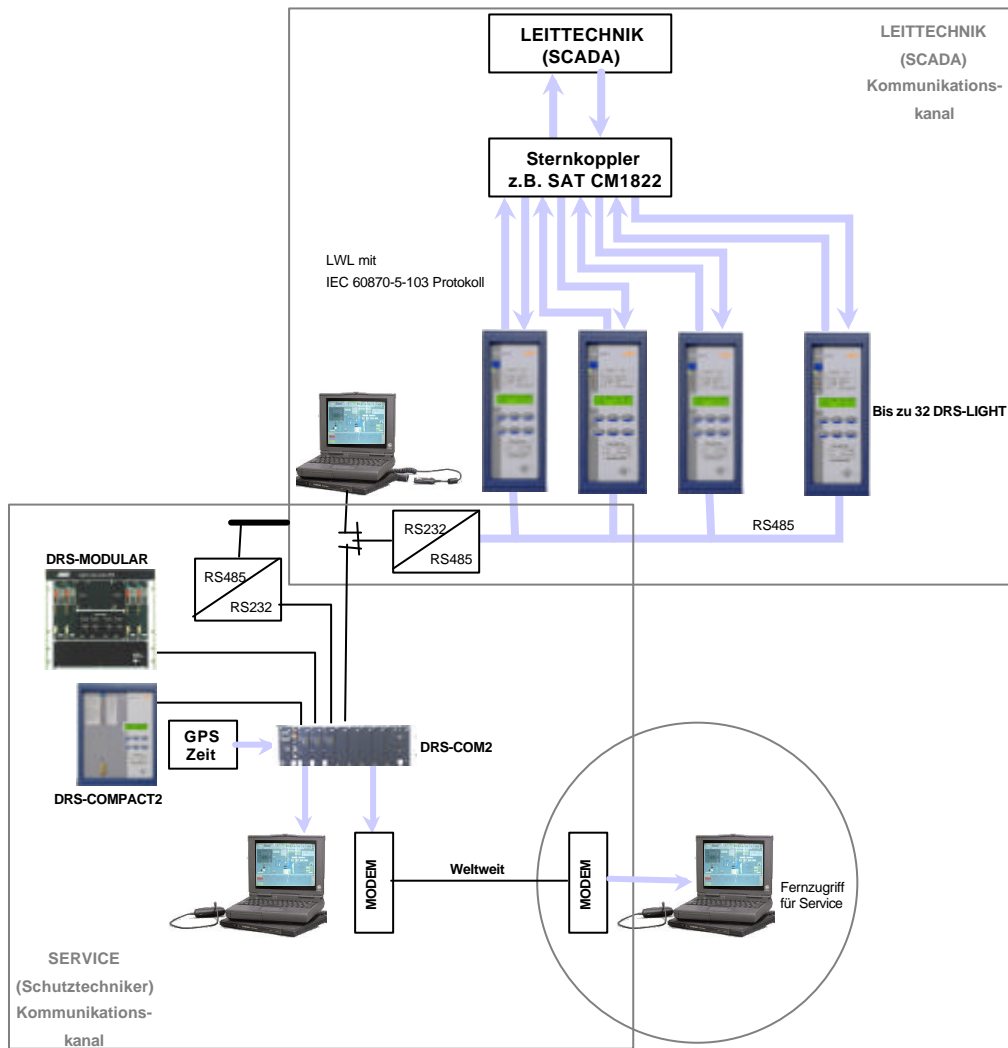 LEITTECHNIK
(SCADA)
LEITTECHNIK
(SCADA)
Kommunikations-
kanal
Sternkoppler
z.B. SAT CM1822
LWL mit
IEC 60870-5-103 Protokoll
Bis zu 32 DRS-LIGHT
RS485
RS232
RS485
DRS-MODULAR
RS485
RS232
GPS
Zeit
DRS-COM2
DRS-COMPACT2
MODEM
Weltweit
MODEM
Fernzugriff
für Service
SERVICE
(Schutztechniker)
Kommunikations-
kanal